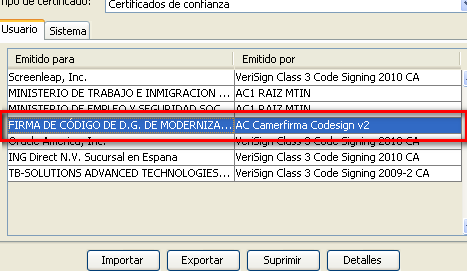 Tipo de certificado: Certificados de confianza
Usuario Sistema
Emitido para Emitido por
Screenleap, Inc. VeriSign Class 3 Code Signing 2010 CA
MINISTERIO DE TRABAJO E INMIGRACION ... AC1 RAIZ MTIN
MINISTERIO DE EMPLEO Y SEGURIDAD SOC... AC1 RAIZ MTIN
FIRMA DE CÓDIGO DE D.G. DE MODERNIZA... AC Camerfirma Codesign v2
Oracle America, Inc. VeriSign Class 3 Code Signing 2010 CA
ING Direct N.V. Sucursal en Espana VeriSign Class 3 Code Signing 2010 CA
TB-SOLUTIONS ADVANCED TECHNOLOGIES... VeriSign Class 3 Code Signing 2009-2 CA
Importar Exportar Suprimir Detalles